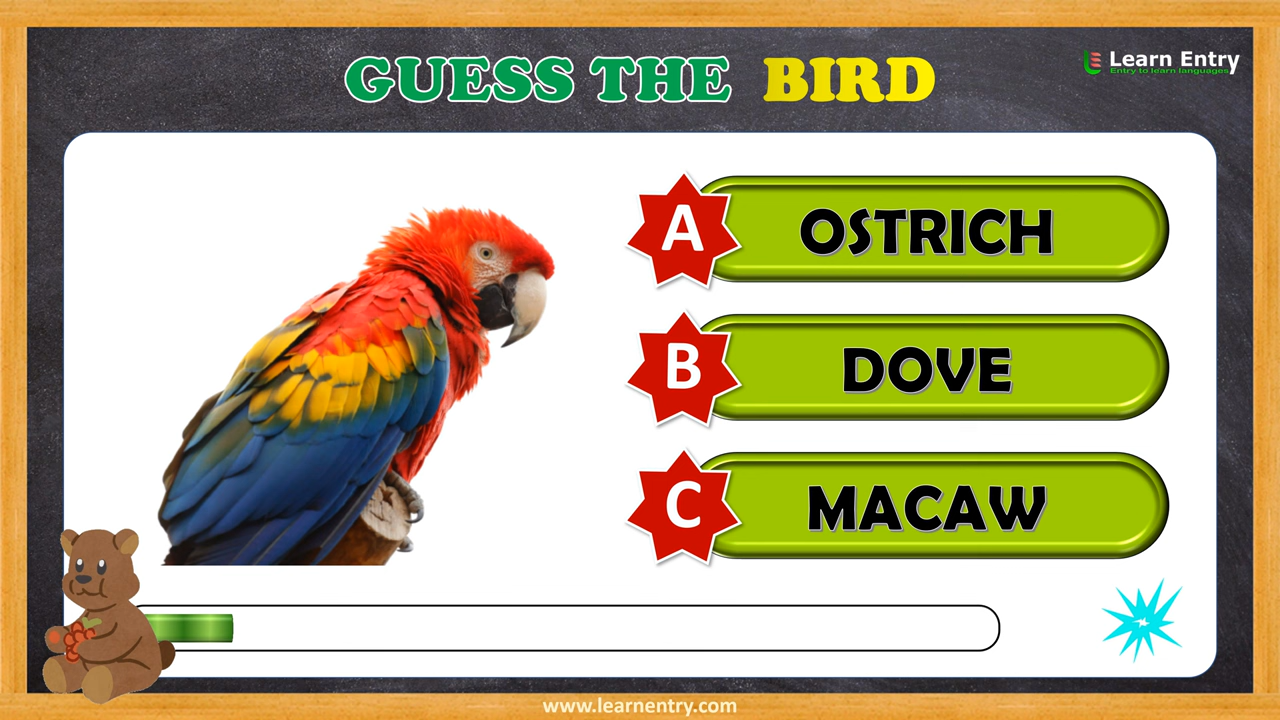 GUESS THE BIRD
Learn Entry
Entry to learn languages
A OSTRICH
B DOVE
C MACAW
www.learnentry.com